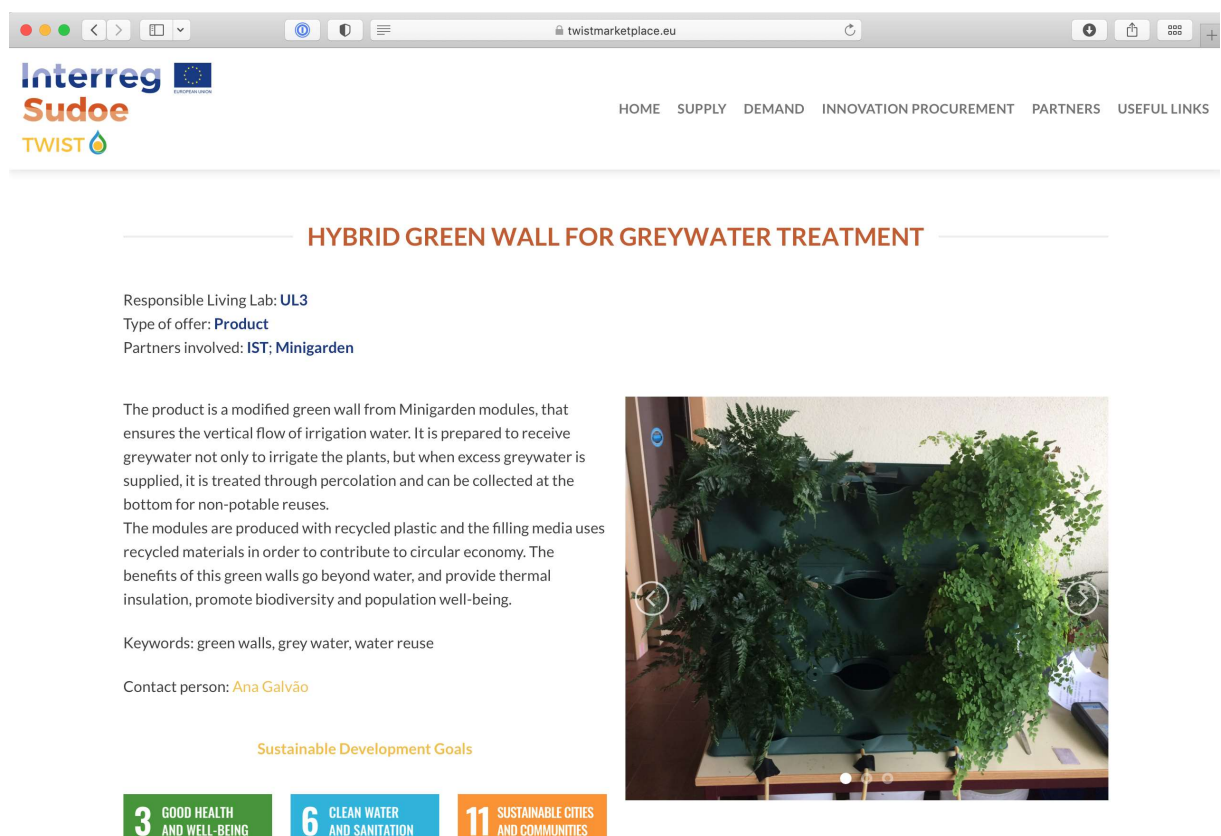 twistmarketplace.eu
Interreg
EUROPEAN UNION
Sudoe
TWIST
HOME SUPPLY DEMAND INNOVATION PROCUREMENT PARTNERS USEFUL LINKS
HYBRID GREEN WALL FOR GREYWATER TREATMENT
Responsible Living Lab: UL3
Type of offer: Product
Partners involved: IST; Minigarden
The product is a modified green wall from Minigarden modules, that
ensures the vertical flow of irrigation water. It is prepared to receive
greywater not only to irrigate the plants, but when excess greywater is
supplied, it is treated through percolation and can be collected at the
bottom for non-potable reuses.
The modules are produced with recycled plastic and the filling media uses
recycled materials in order to contribute to circular economy. The
benefits of this green walls go beyond water, and provide thermal
insulation, promote biodiversity and population well-being.
Keywords: green walls, grey water, water reuse
Contact person: Ana Galvão
Sustainable Development Goals
3 GOOD HEALTH
AND WELL-BEING
6 CLEAN WATER
AND SANITATION
11 SUSTAINABLE CITIES
AND COMMUNITIES